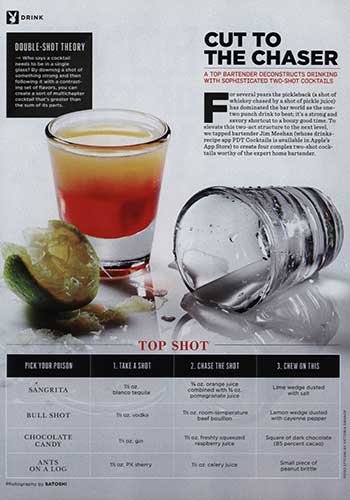 DRINK
DOUBLE-SHOT THEORY
→ Who says a cocktail
needs to be in a single
glass? By downing a shot of
something strong and then
following it with a contrast-
ing set of flavors, you can
create a sort of multichapter
cocktail that's greater than
the sum of its parts.
CUT TO
THE CHASER
A TOP BARTENDER DECONSTRUCTS DRINKING
WITH SOPHISTICATED TWO-SHOT COCKTAILS
For several years the pickleback (a shot of
whiskey chased by a shot of pickle juice)
has dominated the bar world as the one-
two punch drink to beat; it's a strong and
savory shortcut to a boozy good time. To
elevate this two-act structure to the next level,
we tapped bartender Jim Meehan (whose drinks-
recipe app PDT Cocktails is available in Apple's
App Store) to create four complex two-shot cock-
tails worthy of the expert home bartender.
TOP SHOT
PICK YOUR POISON 1. TAKE A SHOT 2. CHASE THE SHOT 3. CHEW ON THIS
SANGRITA 1½ oz. blanco tequila ¾ oz. orange juice combined with ¾ oz. pomegranate juice Lime wedge dusted with salt
BULL SHOT 1½ oz. vodka 1½ oz. room-temperature beef bouillon Lemon wedge dusted with cayenne pepper
CHOCOLATE CANDY 1½ oz. gin 1½ oz. freshly squeezed raspberry juice Square of dark chocolate (85 percent cacao)
ANTS ON A LOG 1½ oz. PX sherry 1½ oz. celery juice Small piece of peanut brittle
Photography by SATOSHI